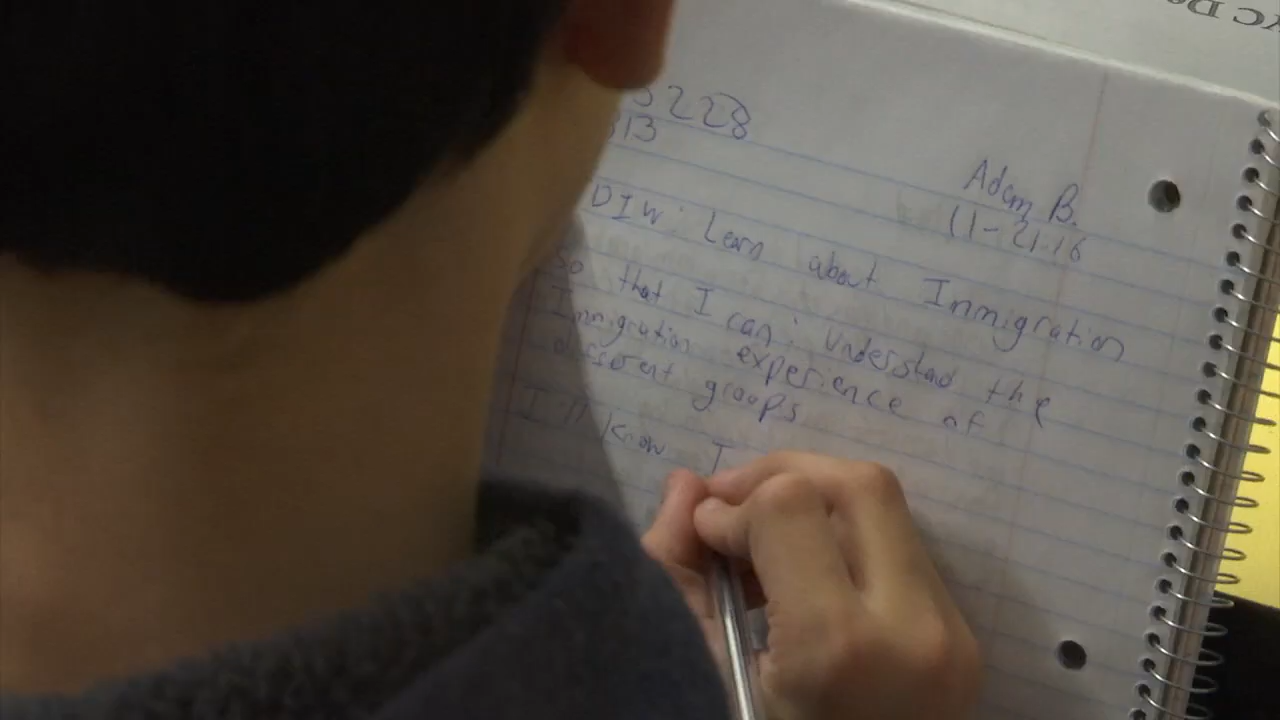 5228
313
Adam B.
11-21-16
DIW: Learn about Immigration
So that I can: understad the
Immigration experience of
different groups
I'll know I